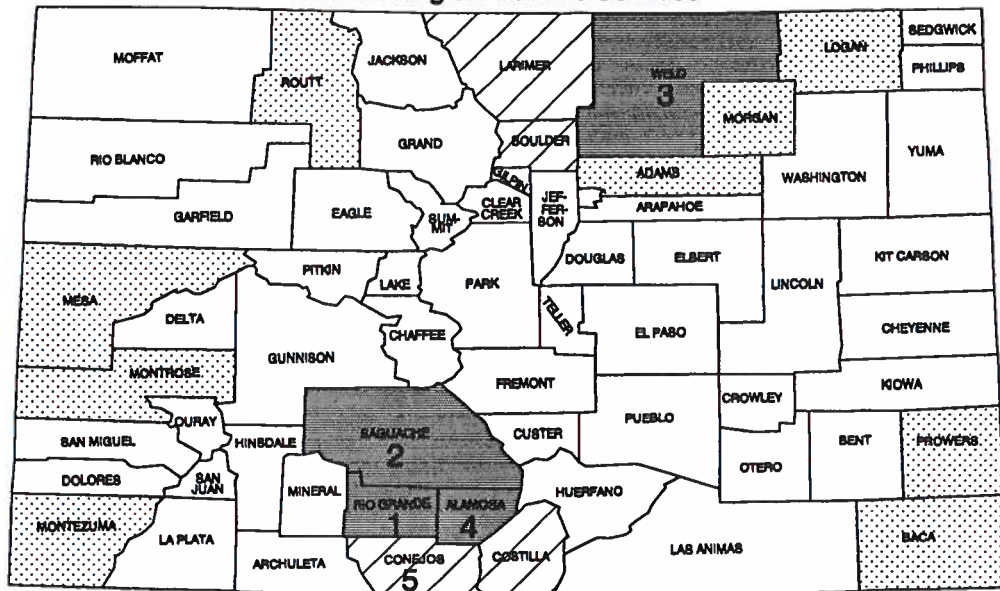 MOFFAT
ROUTT
JACKSON
LARIMER
WELD
3
LOGAN
SEDGWICK
PHILLIPS
MORGAN
GRAND
BOULDER
RIO BLANCO
YUMA
GILPIN
ADAMS
WASHINGTON
GARFIELD
EAGLE
SUM-
MIT
CLEAR
CREEK
JEF-
FER-
SON
ARAPAHOE
DOUGLAS
ELBERT
KIT CARSON
PITKIN
LAKE
PARK
LINCOLN
MESA
DELTA
CHAFFEE
TELLER
EL PASO
CHEYENNE
GUNNISON
MONTROSE
FREMONT
KIOWA
CROWLEY
OURAY
PUEBLO
SAN MIGUEL
HINSDALE
SAGUACHE
2
CUSTER
BENT
PROWERS
OTERO
DOLORES
SAN
JUAN
MINERAL
RIO GRANDE
1
ALAMOSA
4
HUERFANO
MONTEZUMA
LA PLATA
ARCHULETA
CONEJOS
5
COSTILLA
LAS ANIMAS
BACA